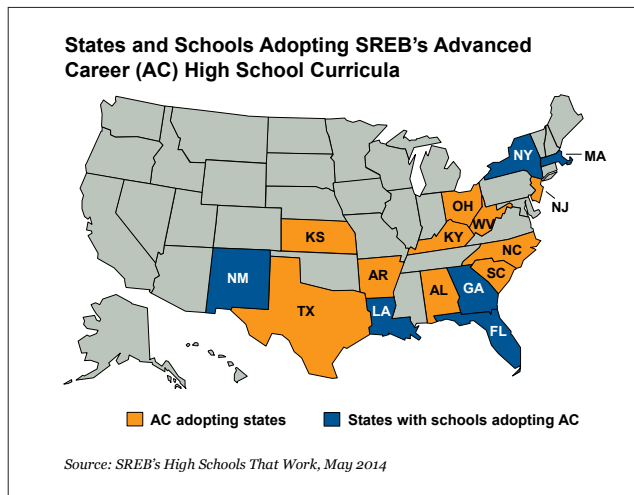 States and Schools Adopting SREB's Advanced
Career (AC) High School Curricula
NY
MA
OH
NJ
WV
KS
KY
NC
NM
AR
SC
AL
GA
TX
LA
FL
AC adopting states
States with schools adopting AC
Source: SREB's High Schools That Work, May 2014